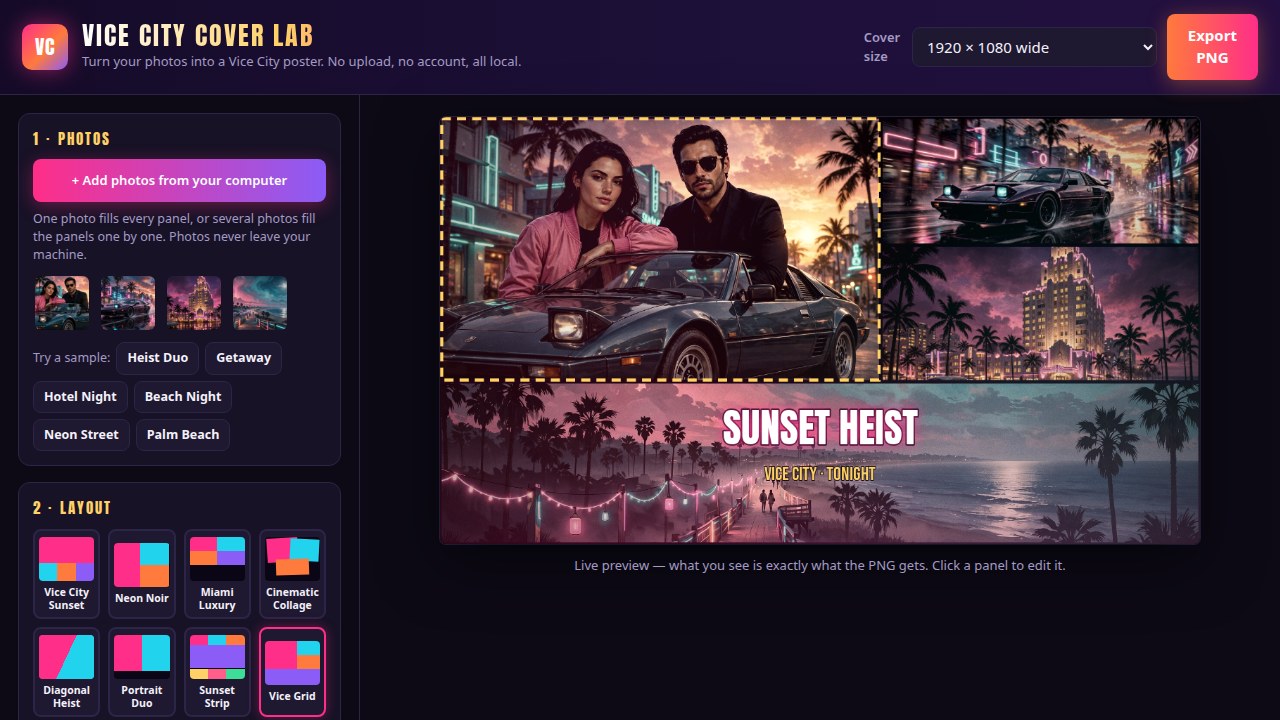 VC
VICE CITY COVER LAB
Turn your photos into a Vice City poster. No upload, no account, all local.
Cover
size
1920 × 1080 wide
Export
PNG
1 · PHOTOS
+ Add photos from your computer
One photo fills every panel, or several photos fill
the panels one by one. Photos never leave your
machine.
Try a sample:
Heist Duo
Getaway
Hotel Night
Beach Night
Neon Street
Palm Beach
2 · LAYOUT
Vice City
Sunset
Neon Noir
Miami
Luxury
Cinematic
Collage
Diagonal
Heist
Portrait
Duo
Sunset
Strip
Vice Grid
SUNSET HEIST
VICE CITY · TONIGHT
Live preview — what you see is exactly what the PNG gets. Click a panel to edit it.